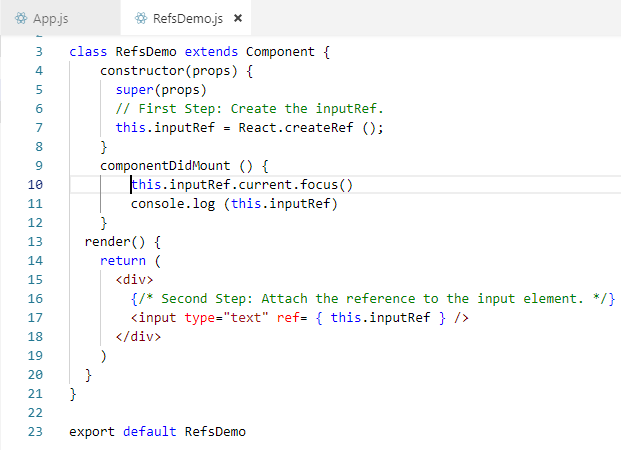 App.js RefsDemo.js ×
3 class RefsDemo extends Component {
4 constructor(props) {
5 super(props)
6 // First Step: Create the inputRef.
7 this.inputRef = React.createRef ();
8 }
9 componentDidMount () {
10 this.inputRef.current.focus()
11 console.log (this.inputRef)
12 }
13 render() {
14 return (
15 <div>
16 {/* Second Step: Attach the reference to the input element. */}
17 <input type="text" ref= { this.inputRef } />
18 </div>
19 )
20 }
21 }
22
23 export default RefsDemo